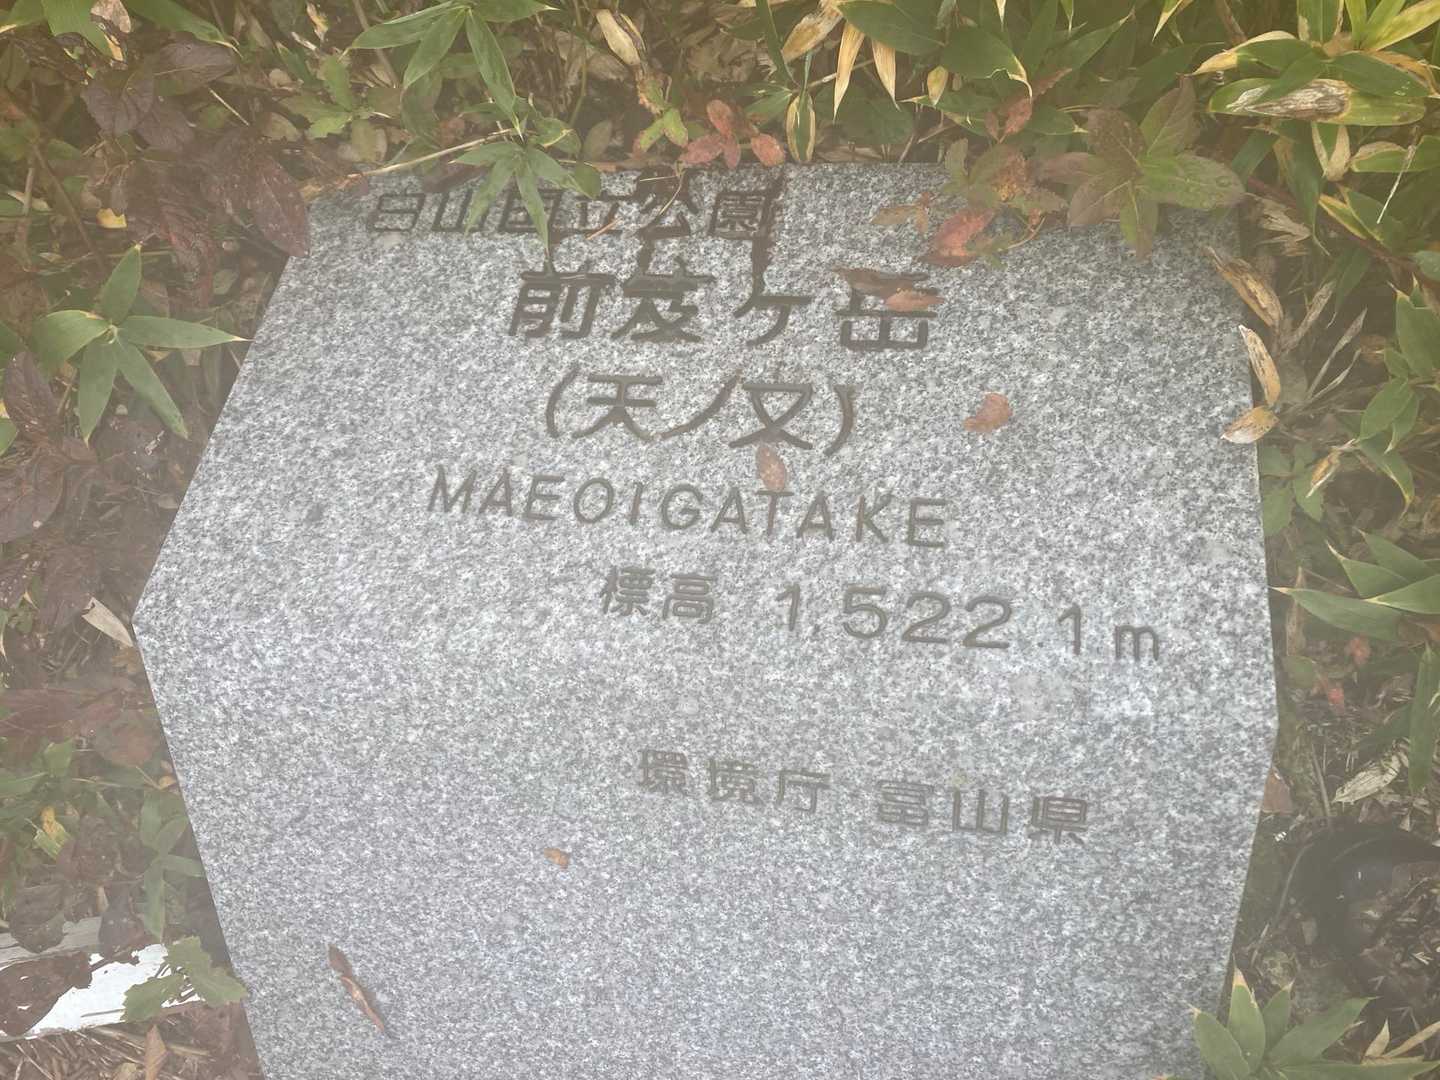 白山国立公園
前笈ヶ岳
(天ノ又)
MAEOIGATAKE
標高 1,522.1m
環境庁 富山県